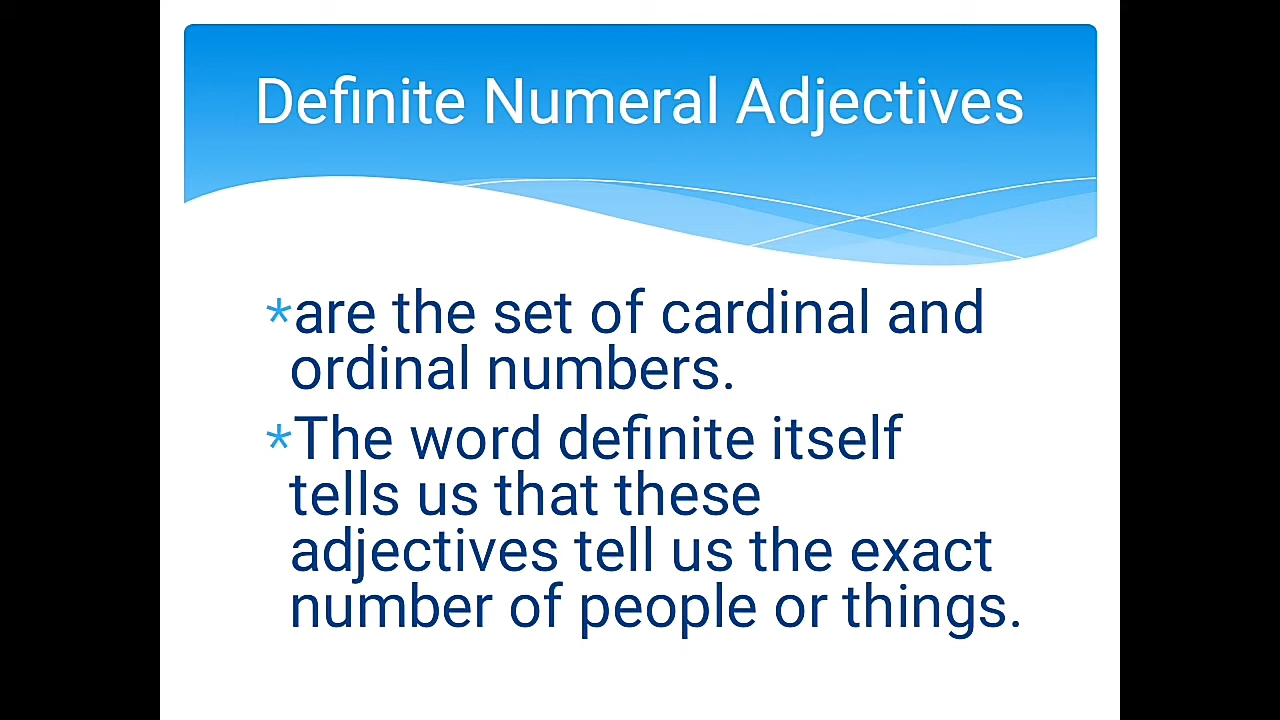 Definite Numeral Adjectives
*are the set of cardinal and
ordinal numbers.
*The word definite itself
tells us that these
adjectives tell us the exact
number of people or things.